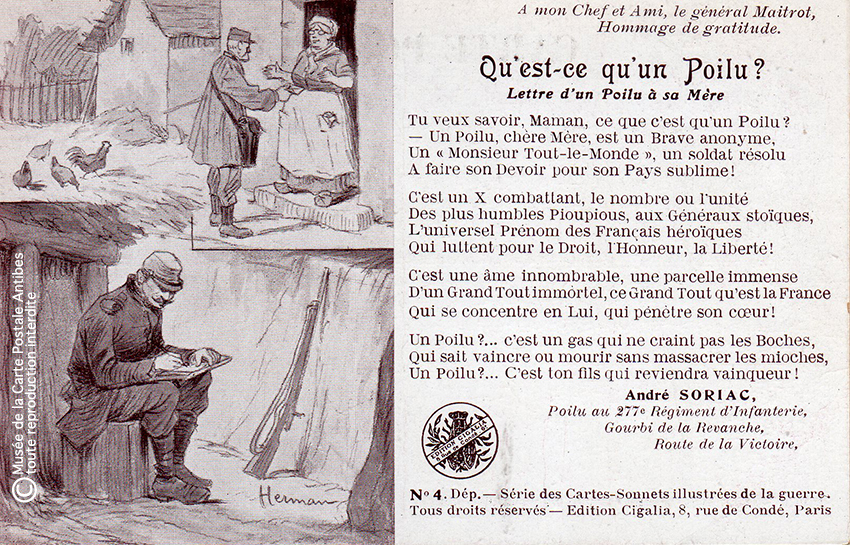 A mon Chef et Ami, le général Maitrot,
Hommage de gratitude.
Qu'est-ce qu'un Poilu ?
Lettre d'un Poilu à sa Mère
Tu veux savoir, Maman, ce que c'est qu'un Poilu ?
— Un Poilu, chère Mère, est un Brave anonyme,
Un « Monsieur Tout-le-Monde », un soldat résolu
A faire son Devoir pour son Pays sublime !
C'est un X combattant, le nombre ou l'unité
Des plus humbles Pioupious, aux Généraux stoïques,
L'universel Prénom des Français héroïques
Qui luttent pour le Droit, l'Honneur, la Liberté !
C'est une âme innombrable, une parcelle immense
D'un Grand Tout immortel, ce Grand Tout qu'est la France
Qui se concentre en Lui, qui pénètre son cœur !
Un Poilu ?... c'est un gas qui ne craint pas les Boches,
Qui sait vaincre ou mourir sans massacrer les mioches,
Un Poilu ?... C'est ton fils qui reviendra vainqueur !
André SORIAC,
Poilu au 277e Régiment d'Infanterie,
Gourbi de la Revanche,
Route de la Victoire,
EDITION CIGALIA
Herman
N° 4. Dép. — Série des Cartes-Sonnets illustrées de la guerre.
Tous droits réservés — Edition Cigalia, 8, rue de Condé, Paris
© Musée de la Carte Postale Antibes
toute reproduction interdite